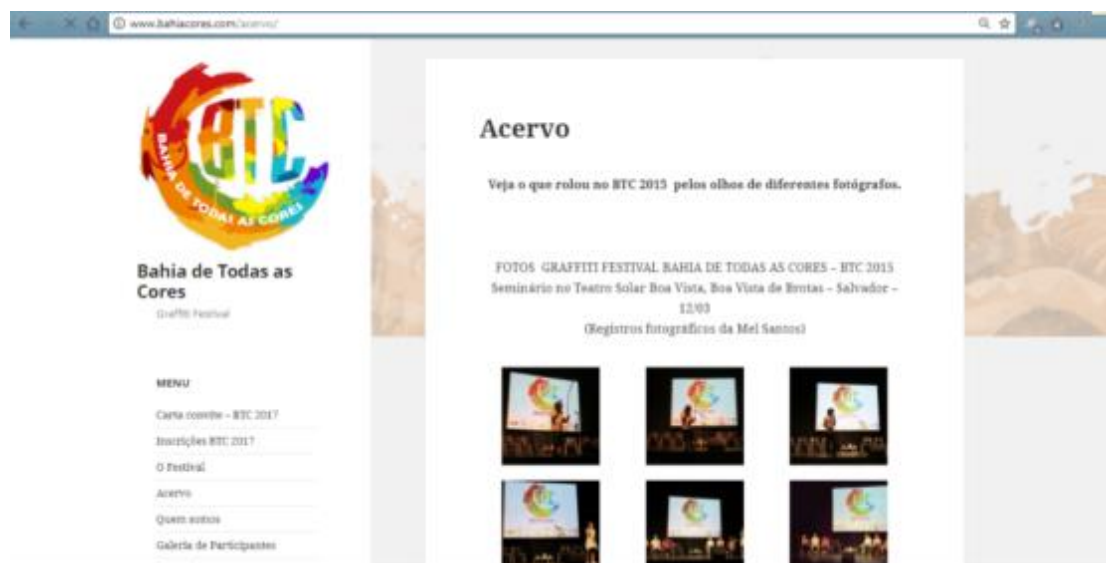 www.bahiacores.com/acervo/
BTC
BAHIA DE TODAS AS CORES
Bahia de Todas as
Cores
Graffiti Festival
MENU
Carta convite – BTC 2017
Inscrições BTC 2017
O Festival
Acervo
Quem somos
Galeria de Participantes
Acervo
Veja o que rolou no BTC 2015 pelos olhos de diferentes fotógrafos.
FOTOS GRAFFITI FESTIVAL BAHIA DE TODAS AS CORES – BTC 2015
Seminário no Teatro Solar Boa Vista, Boa Vista de Brotas – Salvador –
12/03
(Registros fotográficos da Mel Santos)